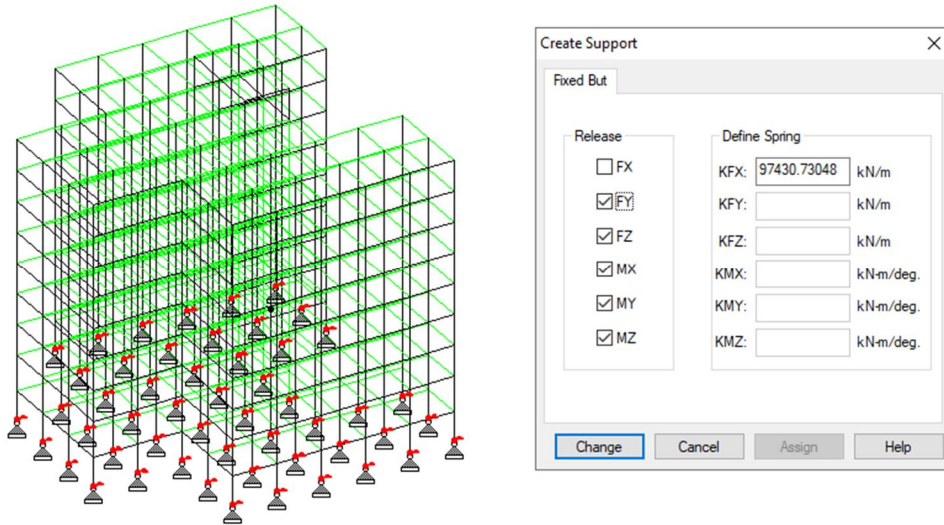 Create Support
Fixed But
Release
FX
FY
FZ
MX
MY
MZ
Define Spring
KFX: 97430.73048 kN/m
KFY: kN/m
KFZ: kN/m
KMX: kN-m/deg.
KMY: kN-m/deg.
KMZ: kN-m/deg.
Change Cancel Assign Help